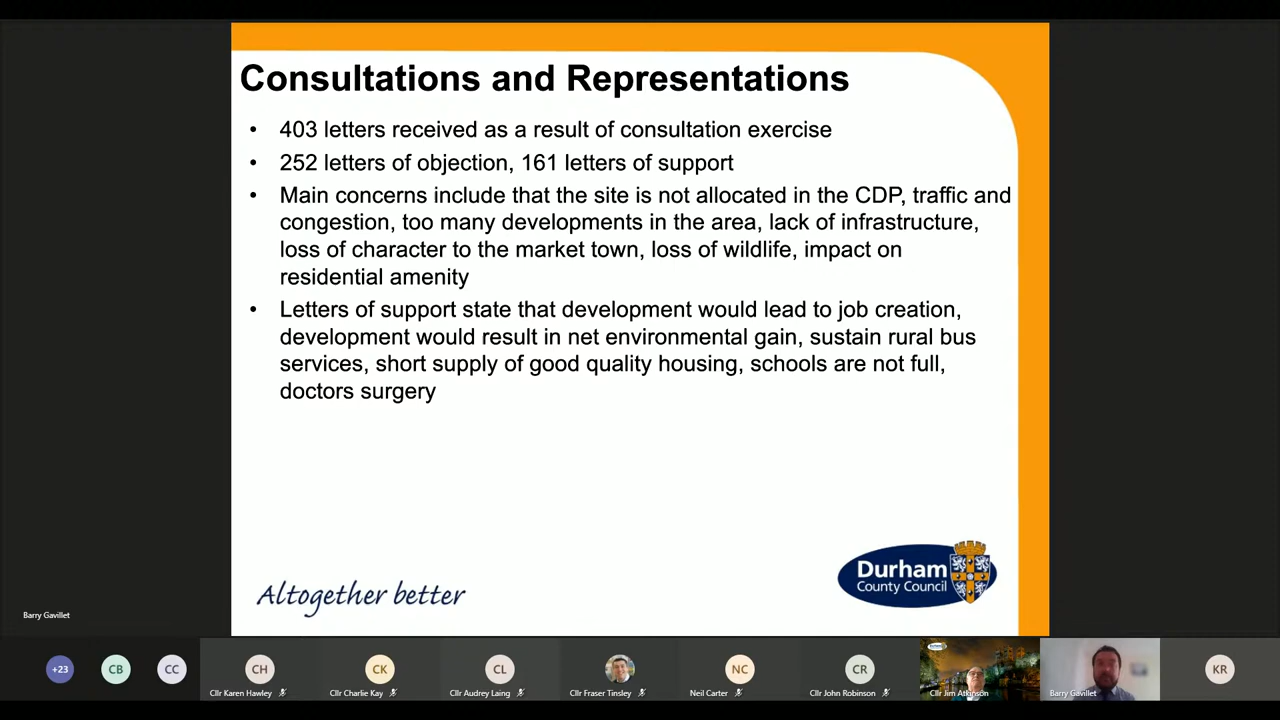 Consultations and Representations
• 403 letters received as a result of consultation exercise
• 252 letters of objection, 161 letters of support
• Main concerns include that the site is not allocated in the CDP, traffic and
congestion, too many developments in the area, lack of infrastructure,
loss of character to the market town, loss of wildlife, impact on
residential amenity
• Letters of support state that development would lead to job creation,
development would result in net environmental gain, sustain rural bus
services, short supply of good quality housing, schools are not full,
doctors surgery
Altogether better
Durham
County Council
Barry Gavillet
+23
CB
CC
CH
Cllr Karen Hawley
CK
Cllr Charlie Kay
CL
Cllr Audrey Laing
Cllr Fraser Tinsley
NC
Neil Carter
CR
Cllr John Robinson
Cllr Jim Atkinson
Barry Gavillet
KR